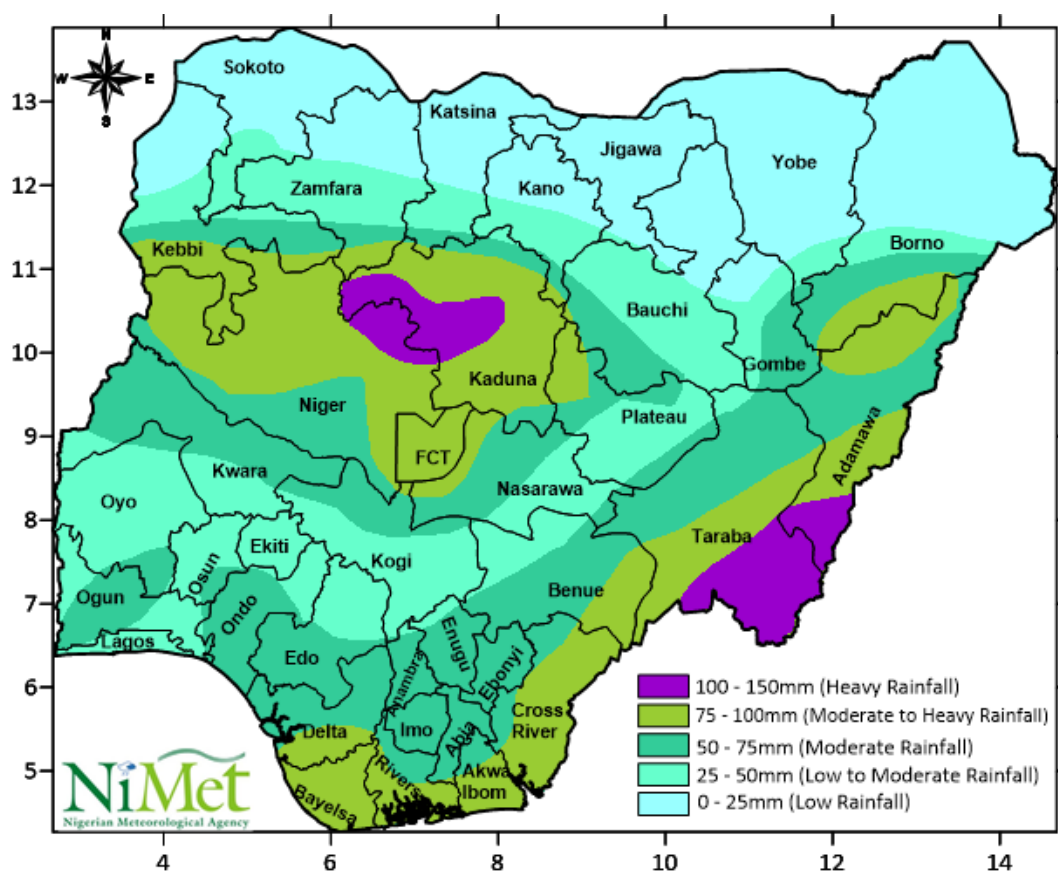 N
W E
S
13
12
11
10
9
8
7
6
5
4 6 8 10 12 14
Sokoto
Katsina
Jigawa
Yobe
Zamfara
Kano
Kebbi
Borno
Bauchi
Gombe
Kaduna
Niger
Plateau
Adamawa
FCT
Kwara
Nasarawa
Oyo
Taraba
Ekiti
Kogi
Osun
Benue
Ogun
Ondo
Lagos
Enugu
Edo
Anambra
Ebonyi
Cross
River
Delta
Imo
Abia
Rivers
Akwa
Ibom
Bayelsa
100 - 150mm (Heavy Rainfall)
75 - 100mm (Moderate to Heavy Rainfall)
50 - 75mm (Moderate Rainfall)
25 - 50mm (Low to Moderate Rainfall)
0 - 25mm (Low Rainfall)
NiMet
Nigerian Meteorological Agency